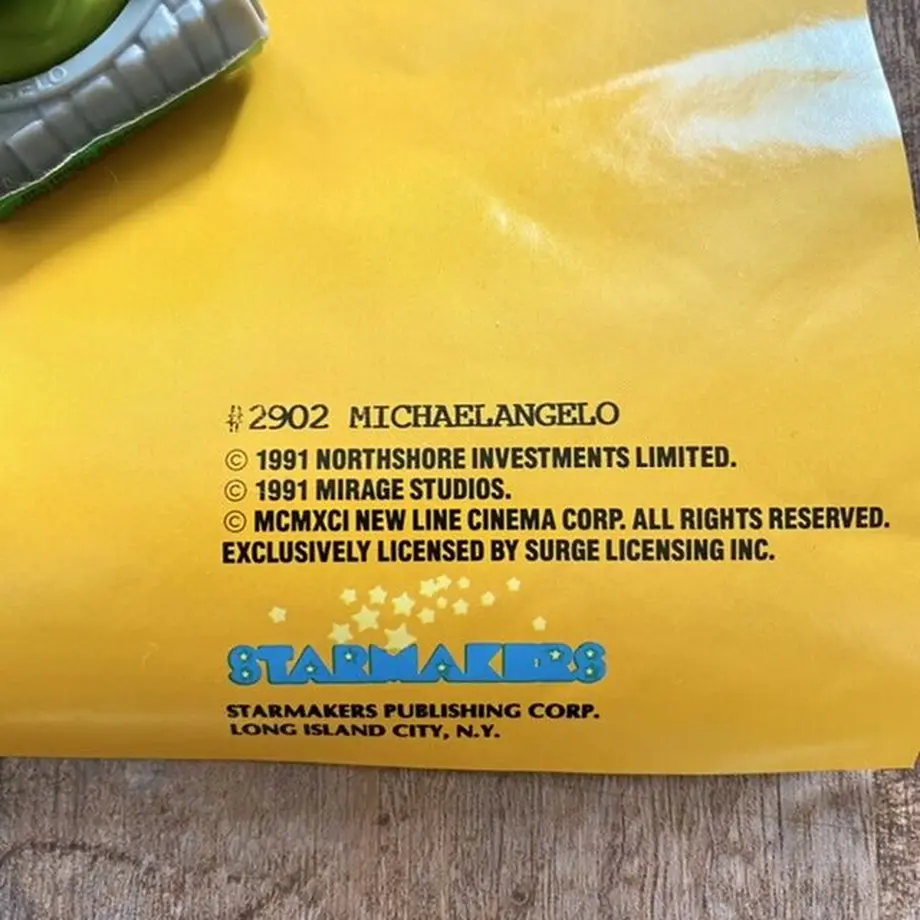 #2902 MICHAELANGELO
© 1991 NORTHSHORE INVESTMENTS LIMITED.
© 1991 MIRAGE STUDIOS.
© MCMXCI NEW LINE CINEMA CORP. ALL RIGHTS RESERVED.
EXCLUSIVELY LICENSED BY SURGE LICENSING INC.
STARMAKERS
STARMAKERS PUBLISHING CORP.
LONG ISLAND CITY, N.Y.